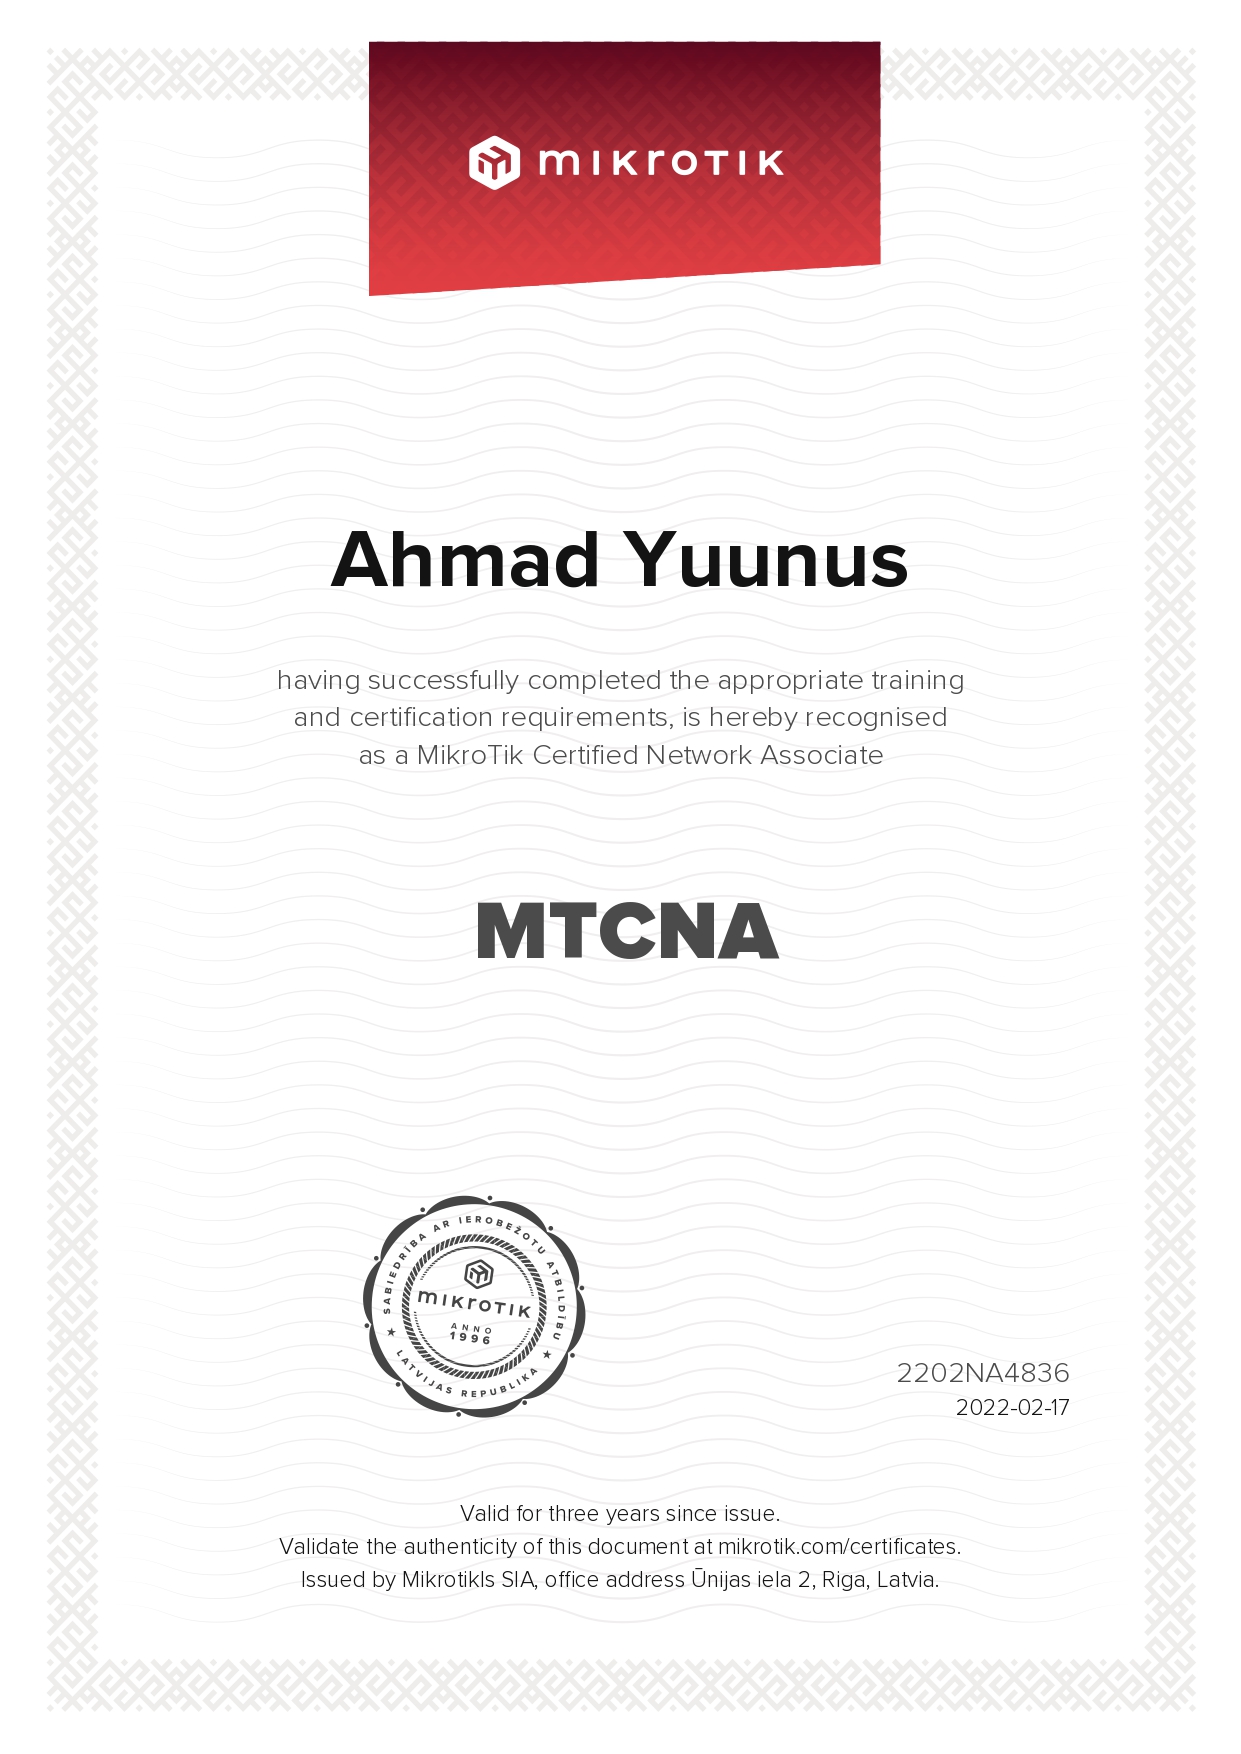 mikrotik
Ahmad Yuunus
having successfully completed the appropriate training
and certification requirements, is hereby recognised
as a MikroTik Certified Network Associate
MTCNA
SABIEDRĪBA AR IEROBEŽOTU ATBILDĪBU
mikrotik
ANNO
1996
★ LATVIJAS REPUBLIKA ★
2202NA4836
2022-02-17
Valid for three years since issue.
Validate the authenticity of this document at mikrotik.com/certificates.
Issued by Mikrotikls SIA, office address Ūnijas iela 2, Riga, Latvia.